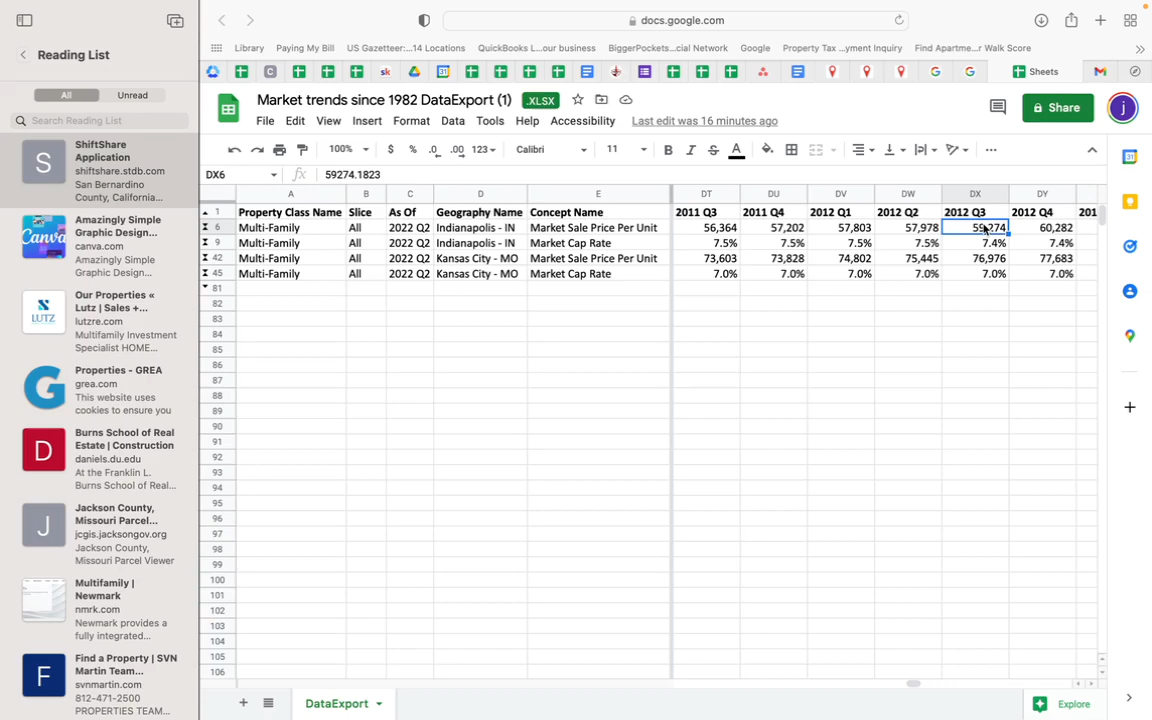 docs.google.com
Reading List
Library Paying My Bill US Gazetteer:...14 Locations QuickBooks L...our business BiggerPockets...cial Network Google Property Tax ...yment Inquiry Find Apartme...r Walk Score
Sheets
All Unread
Search Reading List
Market trends since 1982 DataExport (1) .XLSX
Share
File Edit View Insert Format Data Tools Help Accessibility Last edit was 16 minutes ago
100% $ % .0 .00 123 Calibri 11 B I S A
DX6 fx 59274.1823
A B C D E DT DU DV DW DX DY
1 Property Class Name Slice As Of Geography Name Concept Name 2011 Q3 2011 Q4 2012 Q1 2012 Q2 2012 Q3 2012 Q4 201
6 Multi-Family All 2022 Q2 Indianapolis - IN Market Sale Price Per Unit 56,364 57,202 57,803 57,978 59,274 60,282
9 Multi-Family All 2022 Q2 Indianapolis - IN Market Cap Rate 7.5% 7.5% 7.5% 7.5% 7.4% 7.4%
42 Multi-Family All 2022 Q2 Kansas City - MO Market Sale Price Per Unit 73,603 73,828 74,802 75,445 76,976 77,683
45 Multi-Family All 2022 Q2 Kansas City - MO Market Cap Rate 7.0% 7.0% 7.0% 7.0% 7.0% 7.0%
81
82
83
84
85
86
87
88
89
90
91
92
93
94
95
96
97
98
99
100
101
102
103
104
105
106
S
ShiftShare
Application
shiftshare.stdb.com
San Bernardino
County, California...
Canva
Amazingly Simple
Graphic Design...
canva.com
Amazingly Simple
Graphic Design...
LUTZ
Our Properties «
Lutz | Sales +...
lutzre.com
Multifamily Investment
Specialist HOME...
Properties - GREA
grea.com
This website uses
cookies to ensure you
D
Burns School of Real
Estate | Construction
daniels.du.edu
At the Franklin L.
Burns School of Real...
J
Jackson County,
Missouri Parcel...
jcgis.jacksongov.org
Jackson County,
Missouri Parcel Viewer
Multifamily |
Newmark
nmrk.com
Newmark provides a
fully integrated...
F
Find a Property | SVN
Martin Team...
svnmartin.com
812-471-2500
PROPERTIES TEAM...
DataExport
Explore